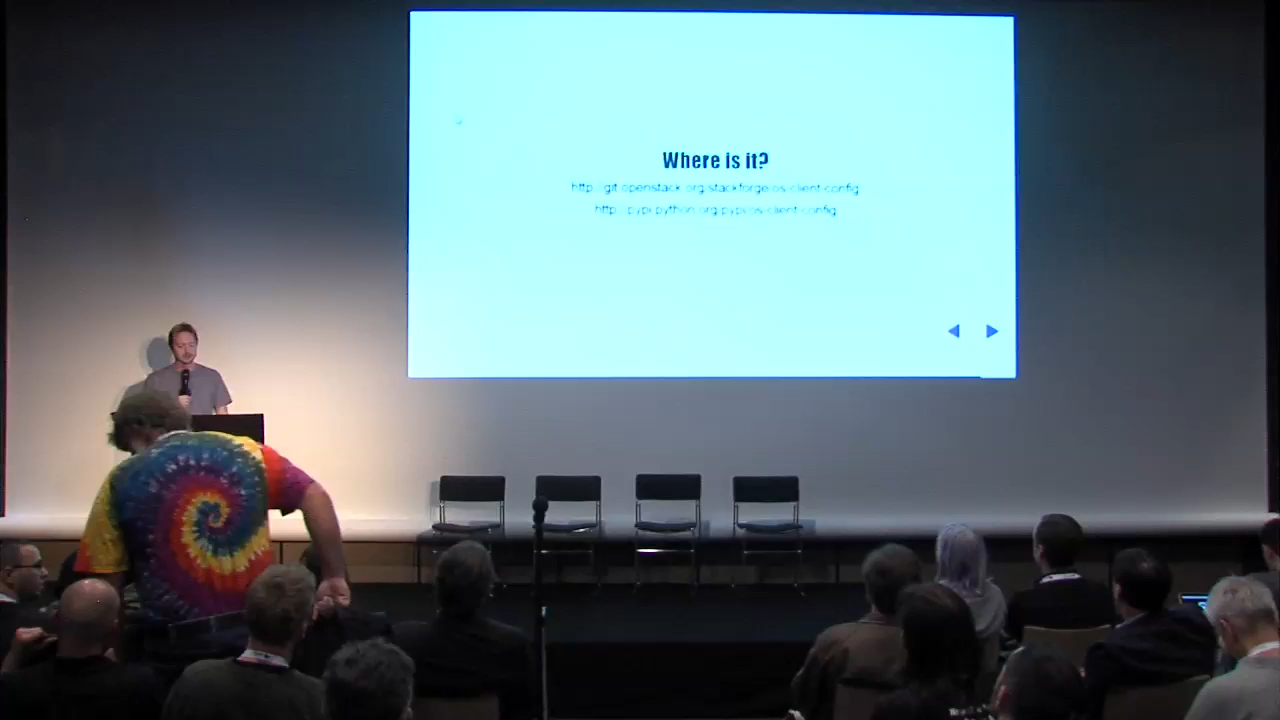 Where is it?
http://git.openstack.org/stackforge/os-client-config
http://pypi.python.org/pypi/os-client-config